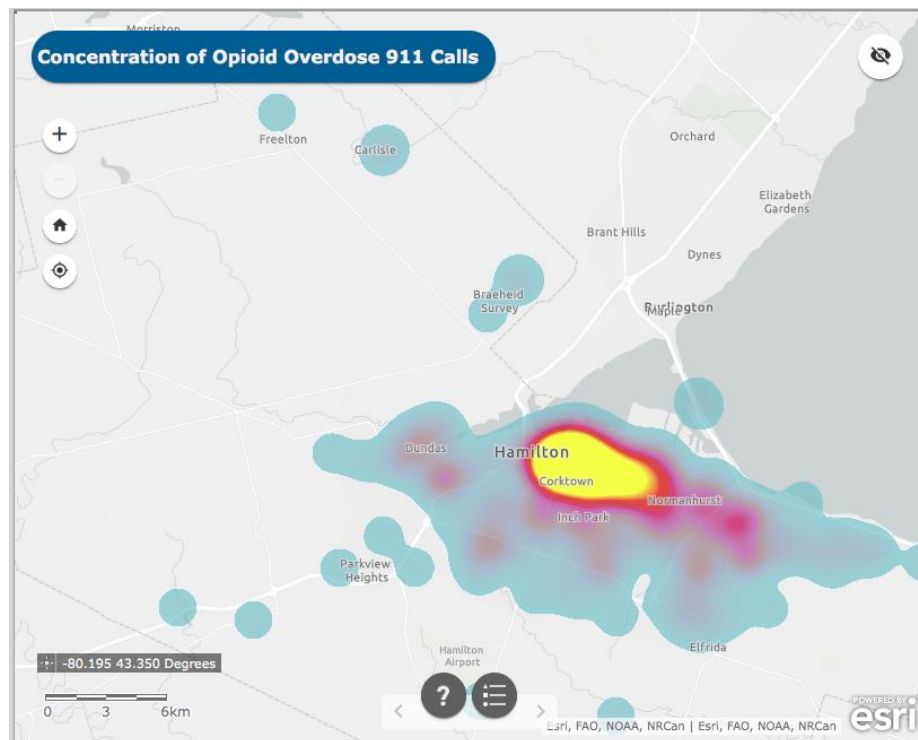 Morriston
Concentration of Opioid Overdose 911 Calls
Freelton
Carlisle
Orchard
Elizabeth
Gardens
Brant Hills
Dynes
Braeheid
Survey
Burlington
Maple
Dundas
Hamilton
Corktown
Normanhurst
Inch Park
Parkview
Heights
Elfrida
Hamilton
Airport
-80.195 43.350 Degrees
0 3 6km
?
Esri, FAO, NOAA, NRCan | Esri, FAO, NOAA, NRCan
POWERED BY
esri